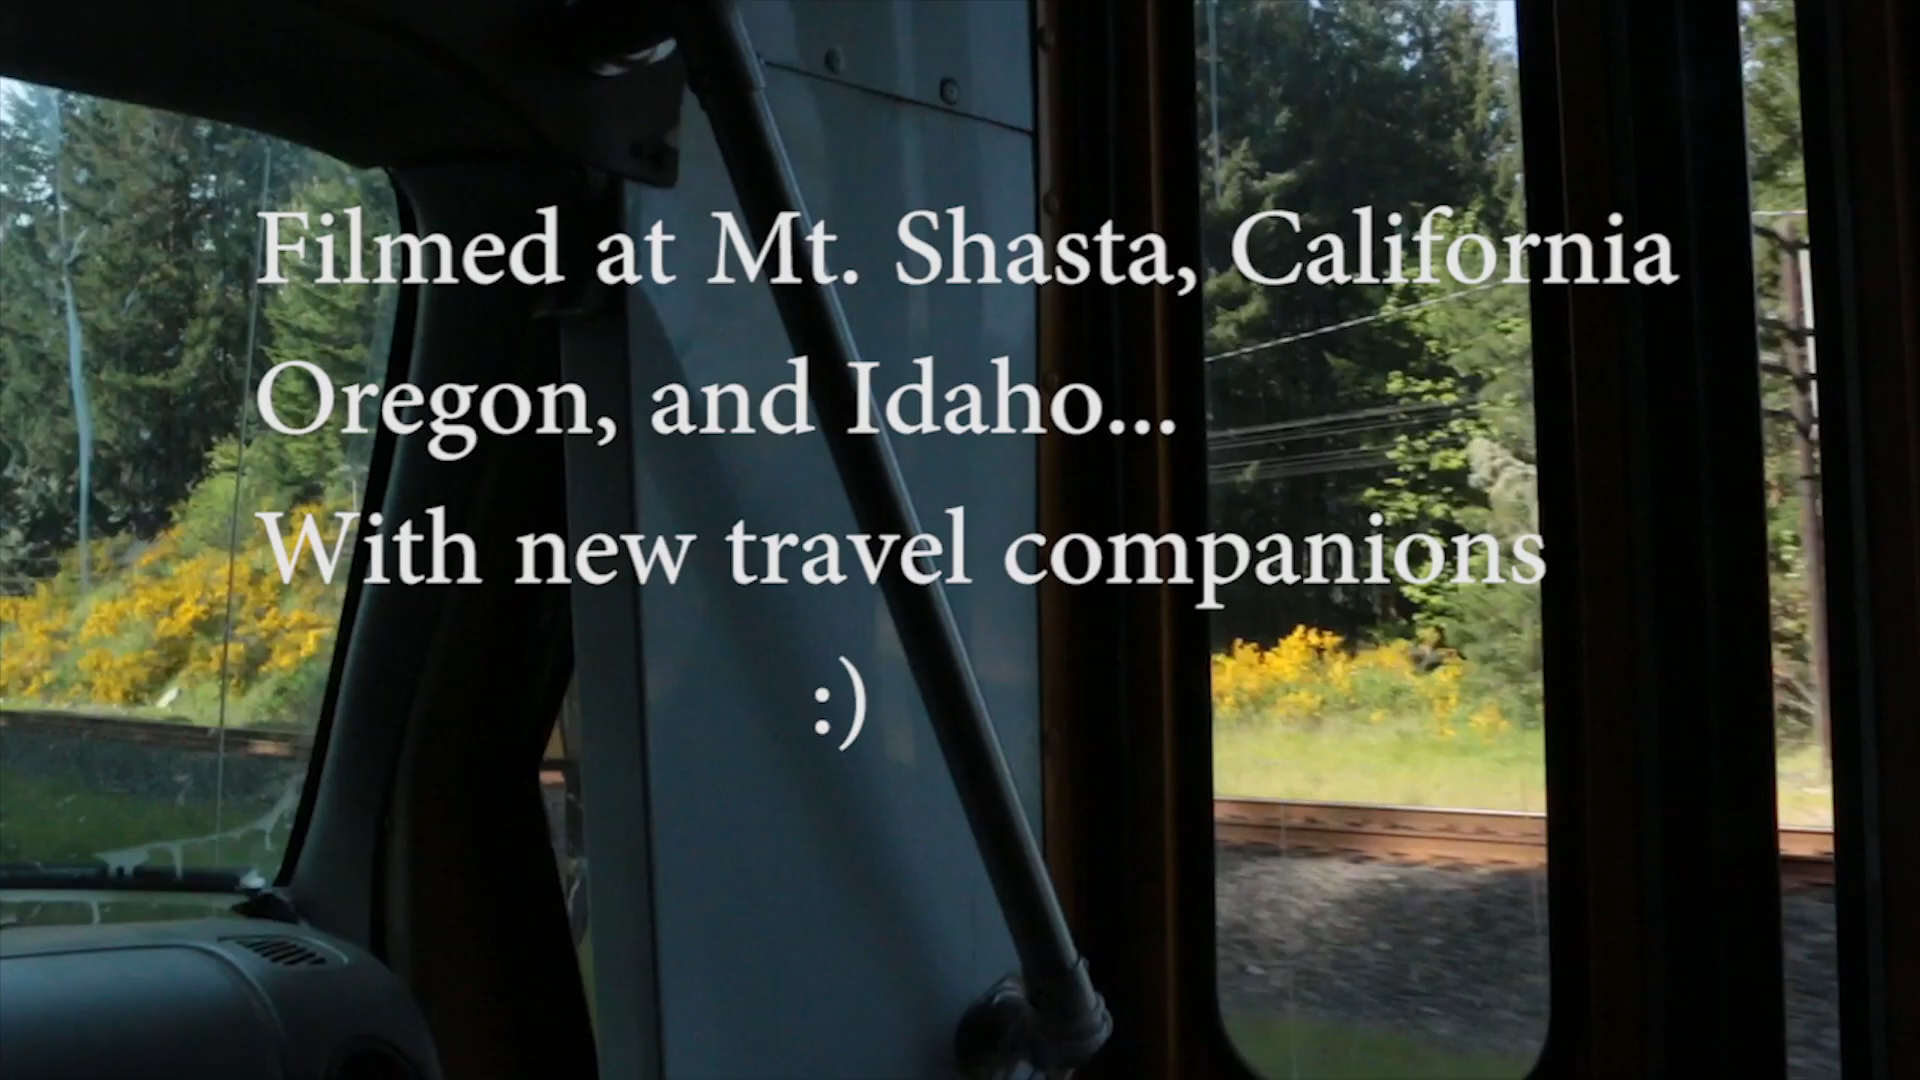 Filmed at Mt. Shasta, California
Oregon, and Idaho...
With new travel companions
:)